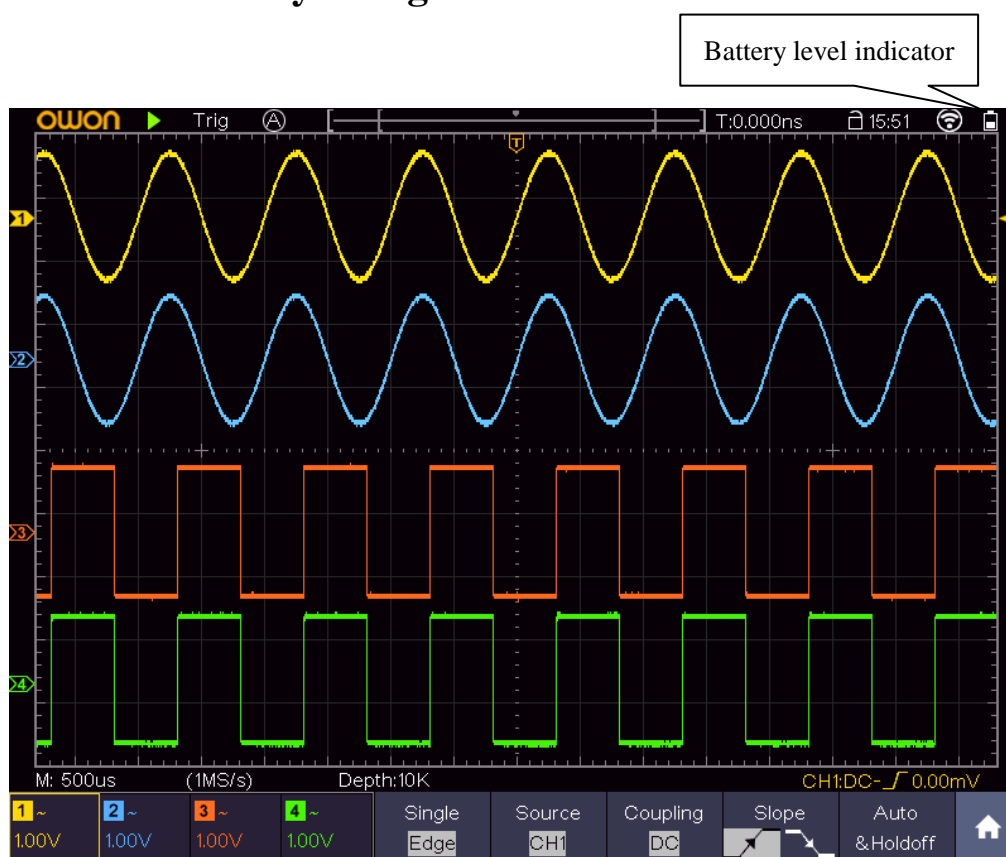 Battery level indicator
OWON Trig A T T:0.000ns 15:51
1
2
3
4
M: 500us (1MS/s) Depth:10K CH1:DC- 0.00mV
1 ~ 2 ~ 3 ~ 4 ~ Single Source Coupling Slope Auto
1.00V 1.00V 1.00V 1.00V Edge CH1 DC &Holdoff